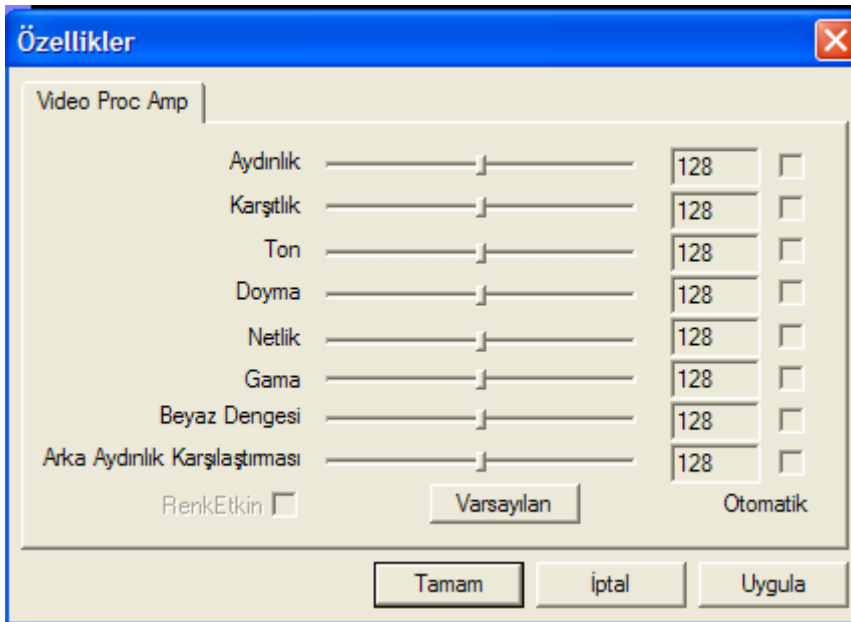 Özellikler
Video Proc Amp
Aydınlık 128
Karşıtlık 128
Ton 128
Doyma 128
Netlik 128
Gama 128
Beyaz Dengesi 128
Arka Aydınlık Karşılaştırması 128
RenkEtkin Varsayılan Otomatik
Tamam İptal Uygula